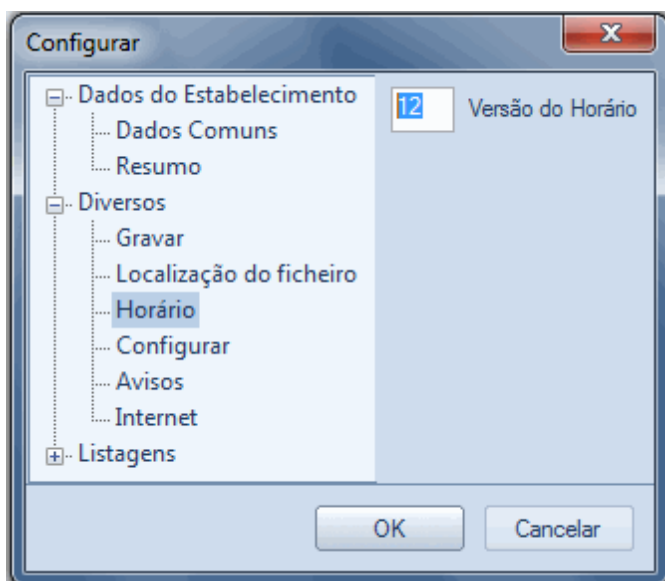 Configurar
Dados do Estabelecimento
Dados Comuns
Resumo
Diversos
Gravar
Localização do ficheiro
Horário
Configurar
Avisos
Internet
Listagens
12 Versão do Horário
OK Cancelar